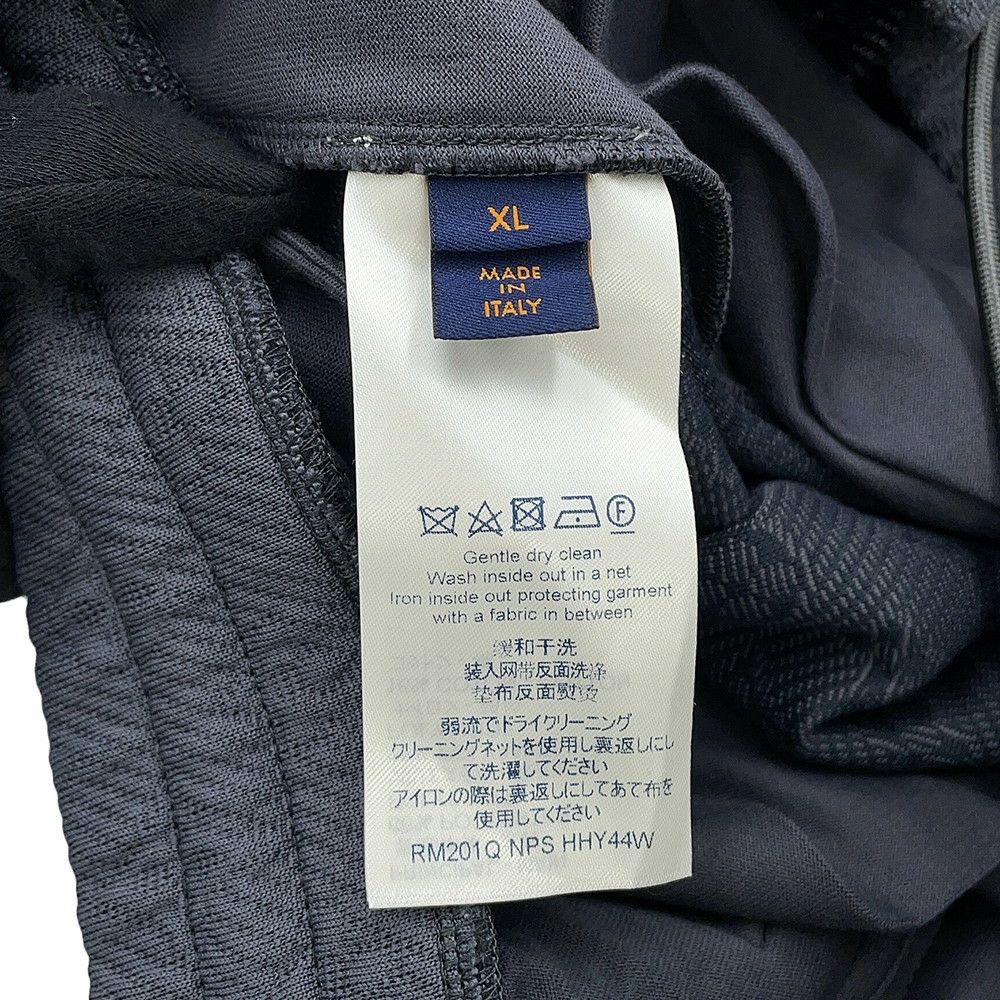 XL
MADE
IN
ITALY
F
Gentle dry clean
Wash inside out in a net
Iron inside out protecting garment
with a fabric in between
缓和干洗
装入网带反面洗涤
垫布反面熨烫
弱流でドライクリーニング
クリーニングネットを使用し裏返しにし
て洗濯してください
アイロンの際は裏返しにしてあて布を
使用してください
RM201Q NPS HHY44W